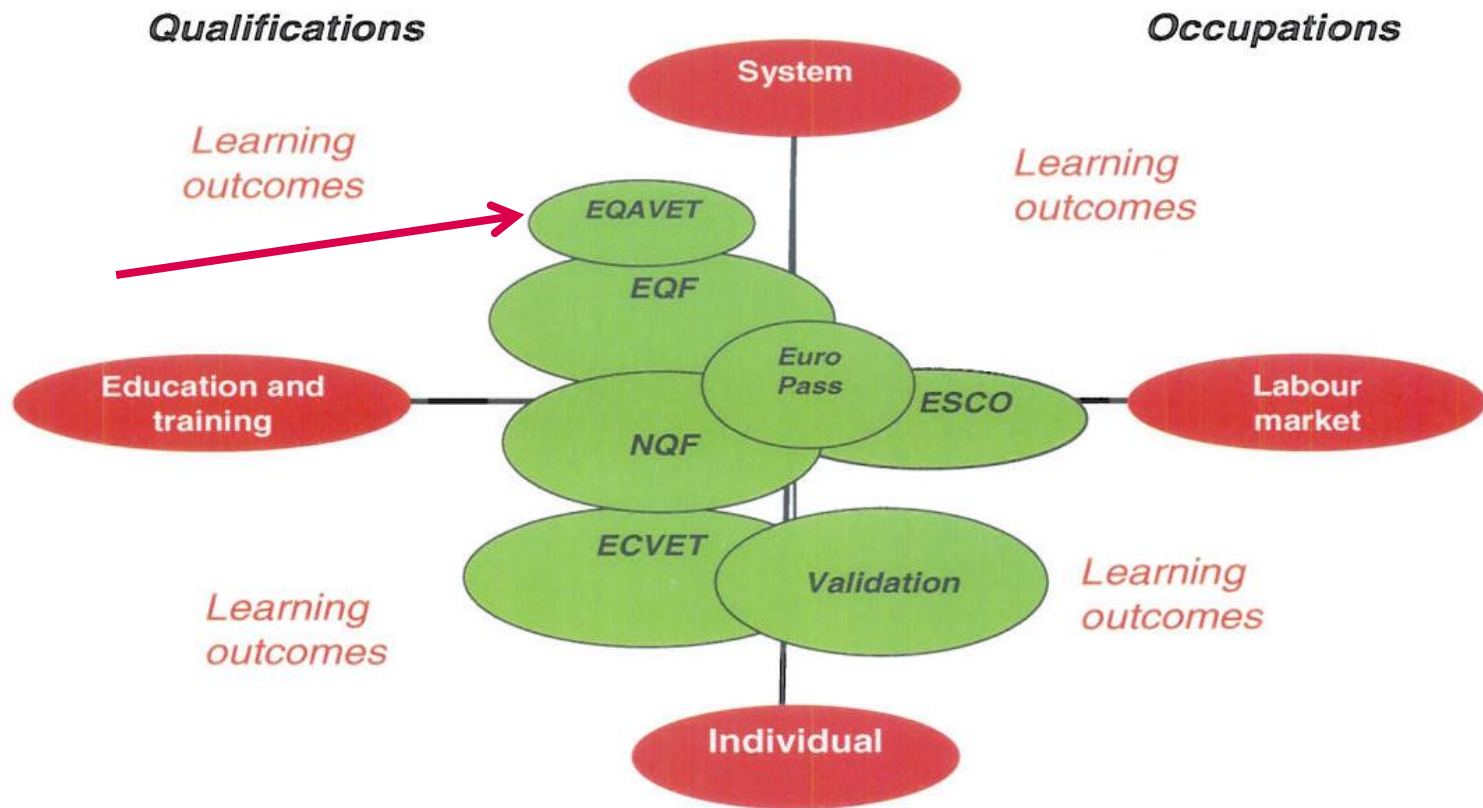 Qualifications
Occupations
System
Learning
outcomes
Learning
outcomes
EQAVET
EQF
Euro
Pass
Education and
training
ESCO
Labour
market
NQF
ECVET
Validation
Learning
outcomes
Learning
outcomes
Individual